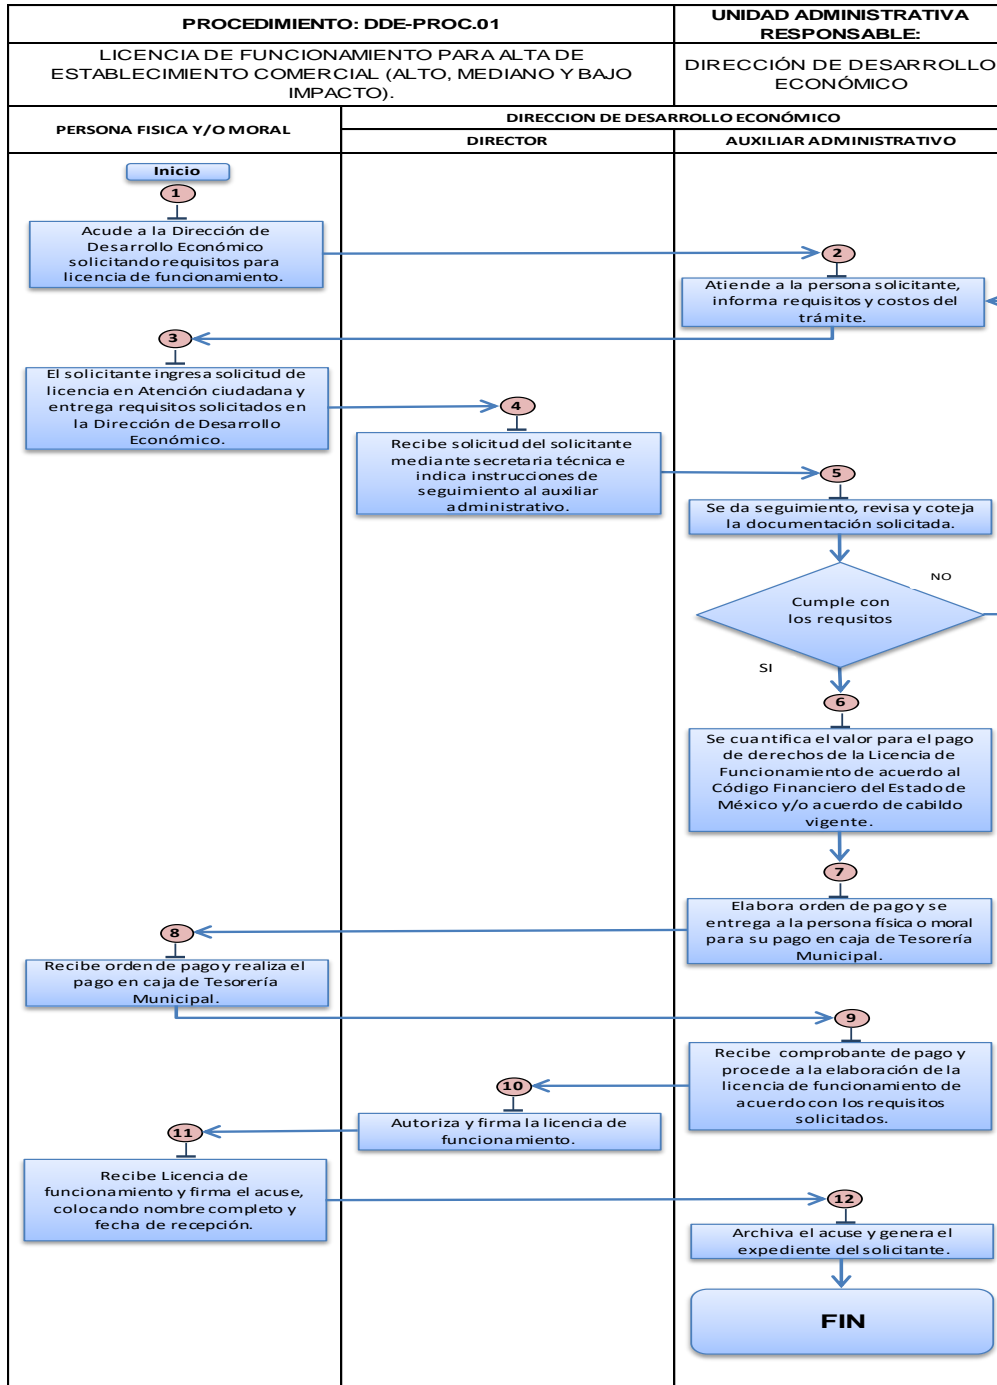 PROCEDIMIENTO: DDE-PROC.01
UNIDAD ADMINISTRATIVA
RESPONSABLE:
LICENCIA DE FUNCIONAMIENTO PARA ALTA DE
ESTABLECIMIENTO COMERCIAL (ALTO, MEDIANO Y BAJO
IMPACTO).
DIRECCIÓN DE DESARROLLO
ECONÓMICO
PERSONA FISICA Y/O MORAL
DIRECCION DE DESARROLLO ECONÓMICO
DIRECTOR
AUXILIAR ADMINISTRATIVO
Inicio
1
Acude a la Dirección de
Desarrollo Económico
solicitando requisitos para
licencia de funcionamiento.
2
Atiende a la persona solicitante,
informa requisitos y costos del
trámite.
3
El solicitante ingresa solicitud de
licencia en Atención ciudadana y
entrega requisitos solicitados en
la Dirección de Desarrollo
Económico.
4
Recibe solicitud del solicitante
mediante secretaria técnica e
indica instrucciones de
seguimiento al auxiliar
administrativo.
5
Se da seguimiento, revisa y coteja
la documentación solicitada.
NO
Cumple con
los requsitos
SI
6
Se cuantifica el valor para el pago
de derechos de la Licencia de
Funcionamiento de acuerdo al
Código Financiero del Estado de
México y/o acuerdo de cabildo
vigente.
7
Elabora orden de pago y se
entrega a la persona física o moral
para su pago en caja de Tesorería
Municipal.
8
Recibe orden de pago y realiza el
pago en caja de Tesorería
Municipal.
9
Recibe comprobante de pago y
procede a la elaboración de la
licencia de funcionamiento de
acuerdo con los requisitos
solicitados.
10
Autoriza y firma la licencia de
funcionamiento.
11
Recibe Licencia de
funcionamiento y firma el acuse,
colocando nombre completo y
fecha de recepción.
12
Archiva el acuse y genera el
expediente del solicitante.
FIN